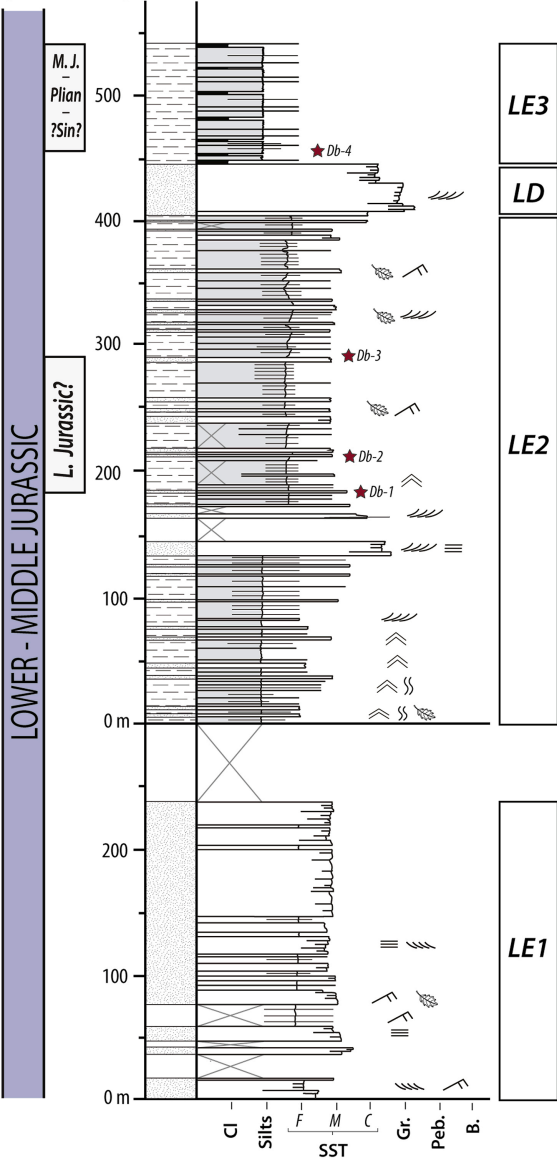 LOWER - MIDDLE JURASSIC
M. J.
–
Plian
–
?Sin?
L. Jurassic?
500
400
300
200
100
0 m
200
100
0 m
Db-4
Db-3
Db-2
Db-1
LE3
LD
LE2
LE1
Cl
Silts
F
M
C
SST
Gr.
Peb.
B.